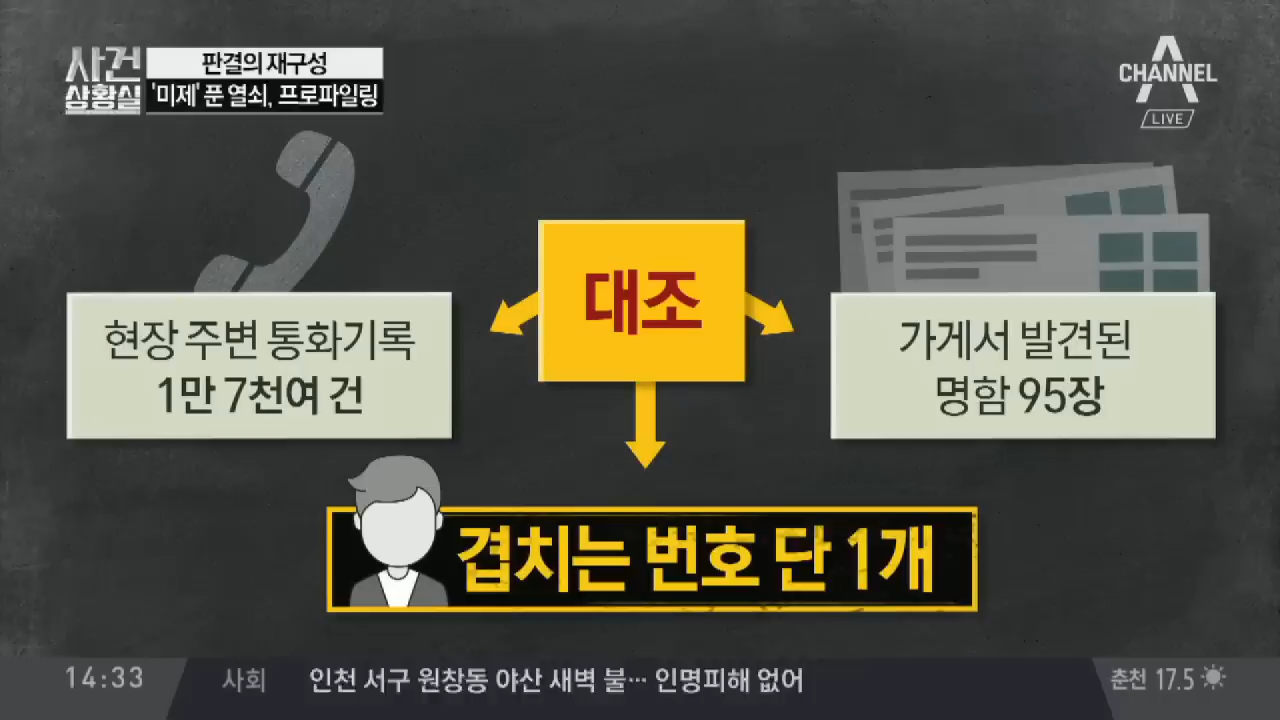 사건
상황실
판결의 재구성
'미제' 푼 열쇠, 프로파일링
CHANNEL A
LIVE
대조
현장 주변 통화기록
1만 7천여 건
가게서 발견된
명함 95장
겹치는 번호 단 1개
14:33 사회 인천 서구 원창동 야산 새벽 불… 인명피해 없어 춘천 17.5